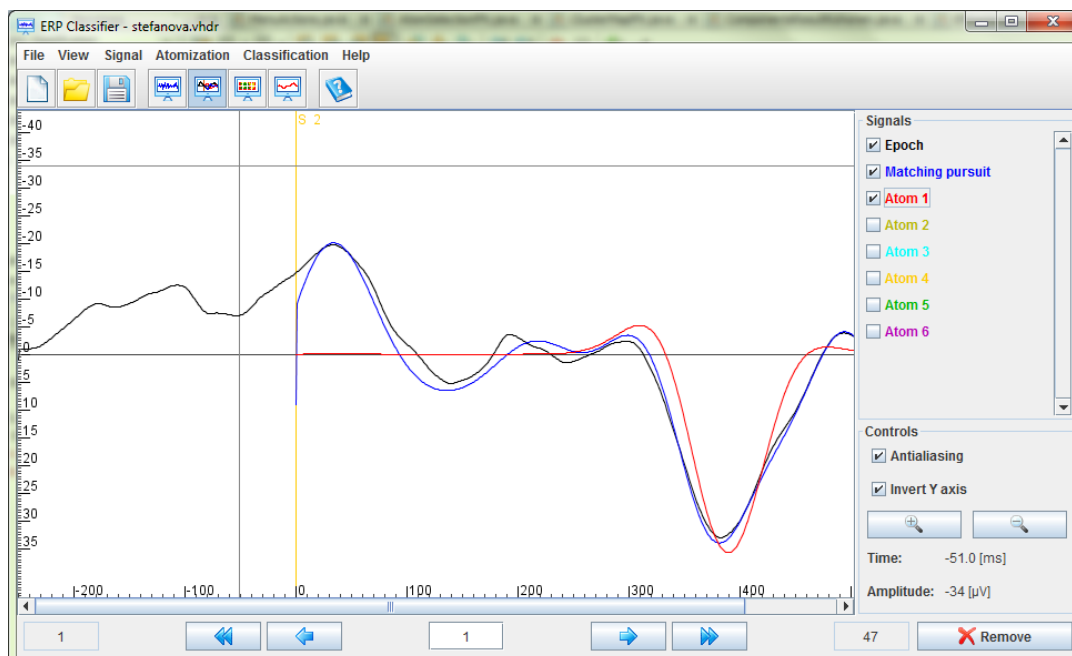 ERP Classifier - stefanova.vhdr
File View Signal Atomization Classification Help
S 2
-40
-35
-30
-25
-20
-15
-10
-5
0
5
10
15
20
25
30
35
-200 -100 0 100 200 300 400
Signals
Epoch
Matching pursuit
Atom 1
Atom 2
Atom 3
Atom 4
Atom 5
Atom 6
Controls
Antialiasing
Invert Y axis
Time: -51.0 [ms]
Amplitude: -34 [µV]
1 1 47 Remove